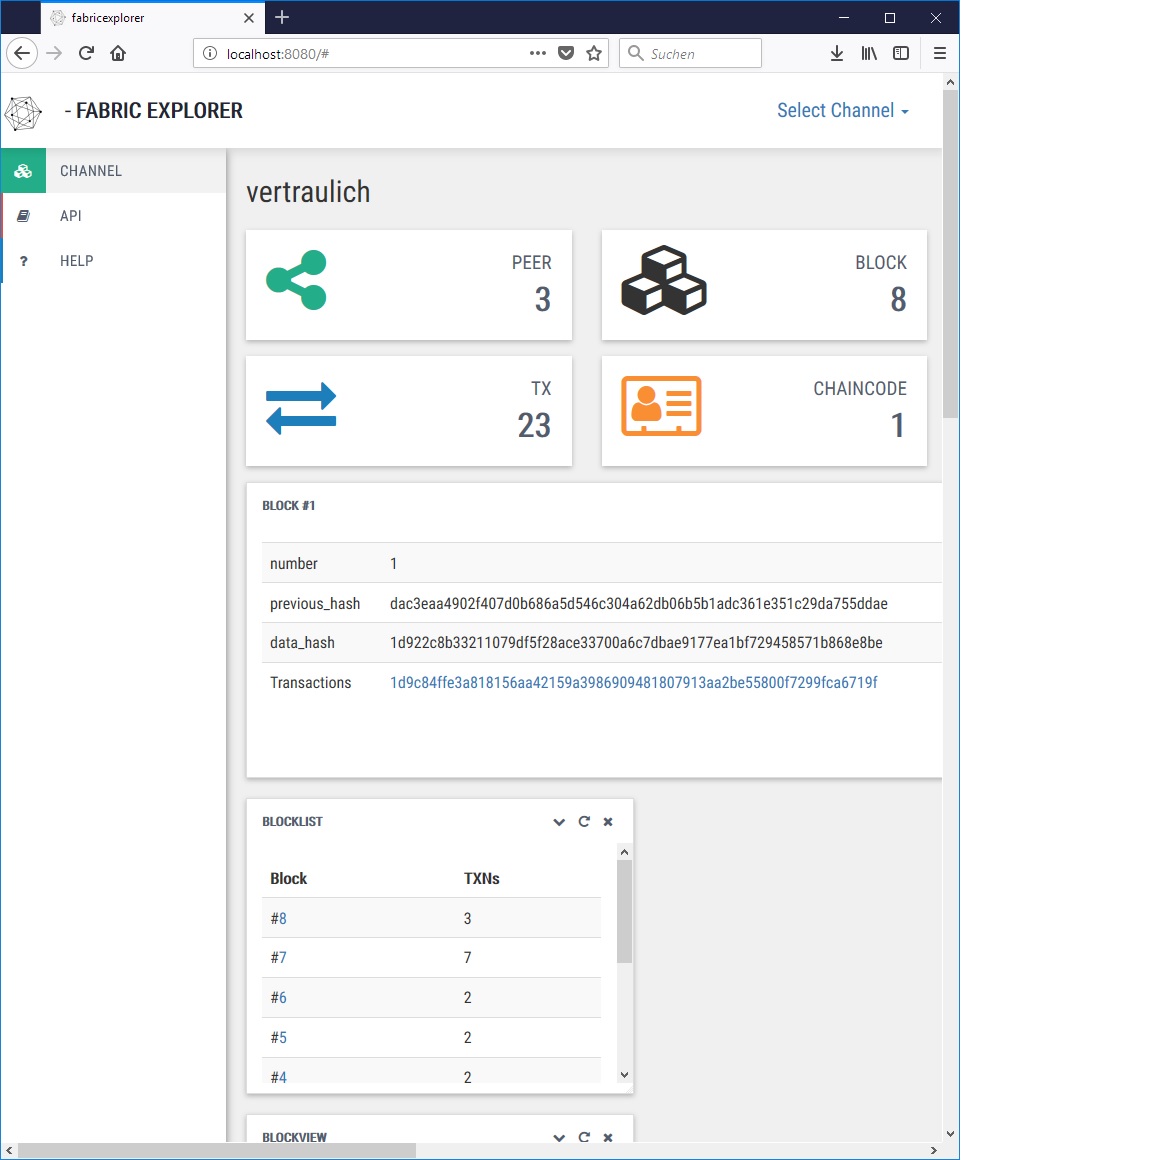 fabricexplorer
localhost:8080/#
Suchen
- FABRIC EXPLORER
Select Channel
CHANNEL
API
? HELP
vertraulich
PEER
3
BLOCK
8
TX
23
CHAINCODE
1
BLOCK #1
number 1
previous_hash dac3eaa4902f407d0b686a5d546c304a62db06b5b1adc361e351c29da755ddae
data_hash 1d922c8b33211079df5f28ace33700a6c7dbae9177ea1bf729458571b868e8be
Transactions 1d9c84ffe3a818156aa42159a3986909481807913aa2be55800f7299fca6719f
BLOCKLIST
Block TXNs
#8 3
#7 7
#6 2
#5 2
#4 2
BLOCKVIEW